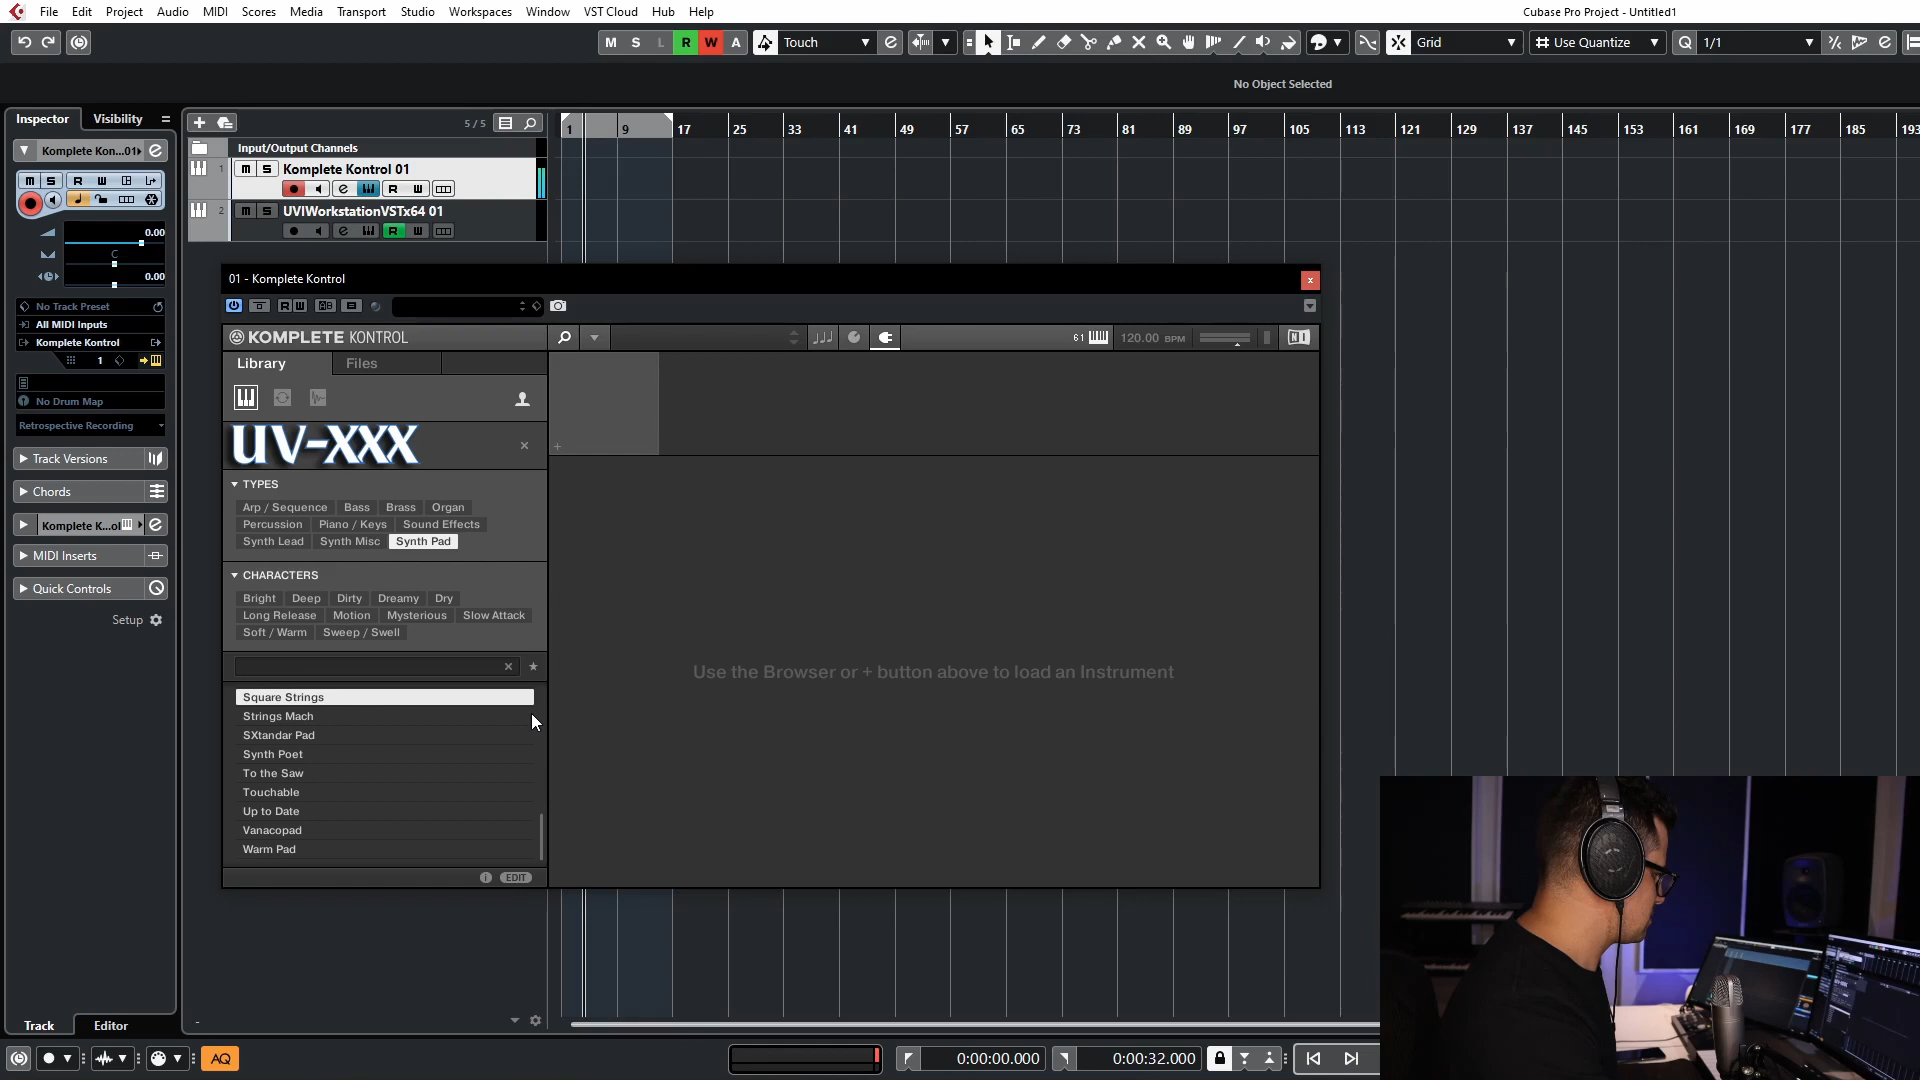 File Edit Project Audio MIDI Scores Media Transport Studio Workspaces Window VST Cloud Hub Help
Cubase Pro Project - Untitled1
M S L R W A Touch Grid Use Quantize Q 1/1
No Object Selected
Inspector Visibility
5 / 5
1 9 17 25 33 41 49 57 65 73 81 89 97 105 113 121 129 137 145 153 161 169 177 185 193
Komplete Kon...01
Input/Output Channels
1 m S Komplete Kontrol 01
R W
2 m S UVIWorkstationVSTx64 01
R W
m S R W
0.00
C
0.00
No Track Preset
All MIDI Inputs
Komplete Kontrol
1
No Drum Map
Retrospective Recording
Track Versions
Chords
Komplete K...ol
MIDI Inserts
Quick Controls
Setup
01 - Komplete Kontrol
x
R W
KOMPLETE KONTROL
61
120.00 BPM
Library Files
UV-XXX
TYPES
Arp / Sequence Bass Brass Organ
Percussion Piano / Keys Sound Effects
Synth Lead Synth Misc Synth Pad
CHARACTERS
Bright Deep Dirty Dreamy Dry
Long Release Motion Mysterious Slow Attack
Soft / Warm Sweep / Swell
Use the Browser or + button above to load an Instrument
Square Strings
Strings Mach
SXtandar Pad
Synth Poet
To the Saw
Touchable
Up to Date
Vanacopad
Warm Pad
EDIT
Track Editor
AQ
0:00:00.000
0:00:32.000